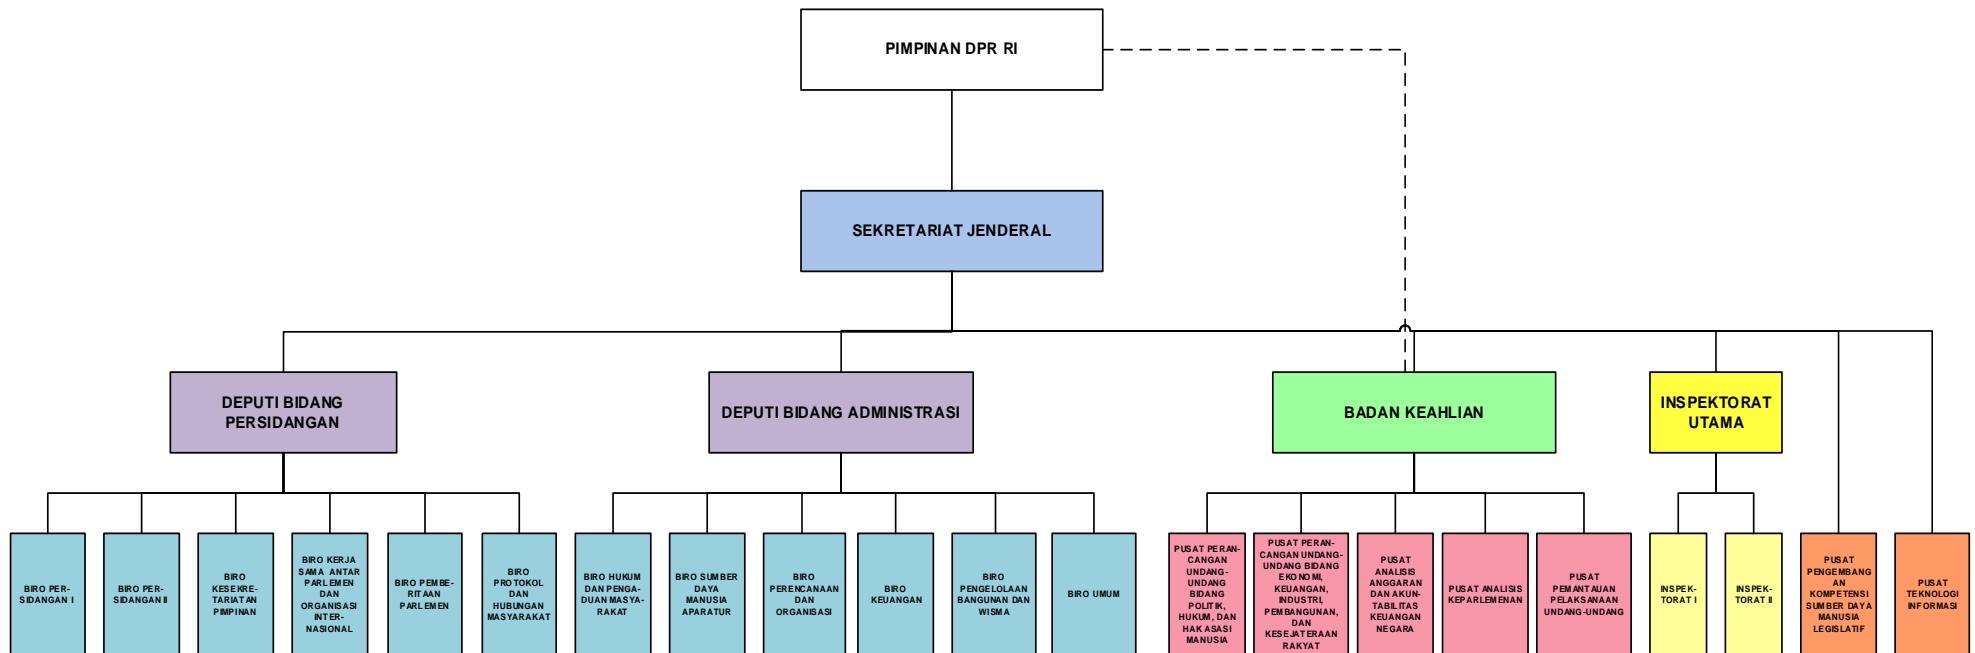 PIMPINAN DPR RI
SEKRETARIAT JENDERAL
DEPUTI BIDANG
PERSIDANGAN
DEPUTI BIDANG ADMINISTRASI
BADAN KEAHLIAN
INSPEKTORAT
UTAMA
BIRO PER-
SIDANGAN I
BIRO PER-
SIDANGAN II
BIRO
KESEKRE-
TARIATAN
PIMPINAN
BIRO KERJA
SAMA ANTAR
PARLEMEN
DAN
ORGANISASI
INTER-
NASIONAL
BIRO PEMBE-
RITAAN
PARLEMEN
BIRO
PROTOKOL
DAN
HUBUNGAN
MASYARAKAT
BIRO HUKUM
DAN PENGA-
DUAN MASYA-
RAKAT
BIRO SUMBER
DAYA
MANUSIA
APARATUR
BIRO
PERENCANAAN
DAN
ORGANISASI
BIRO
KEUANGAN
BIRO
PENGELOLAAN
BANGUNAN DAN
WISMA
BIRO UMUM
PUSAT PERAN-
CANGAN
UNDANG-
UNDANG
BIDANG
POLITIK,
HUKUM, DAN
HAK ASASI
MANUSIA
PUSAT PERAN-
CANGAN UNDANG-
UNDANG BIDANG
EKONOMI,
KEUANGAN,
INDUSTRI,
PEMBANGUNAN,
DAN
KESEJATERAAN
RAKYAT
PUSAT
ANALISIS
ANGGARAN
DAN AKUN-
TABILITAS
KEUANGAN
NEGARA
PUSAT ANALISIS
KEPARLEMENAN
PUSAT
PEMANTAUAN
PELAKSANAAN
UNDANG-UNDANG
INSPEK-
TORAT I
INSPEK-
TORAT II
PUSAT
PENGEMBANG
AN
KOMPETENSI
SUMBER DAYA
MANUSIA
LEGISLATIF
PUSAT
TEKNOLOGI
INFORMASI